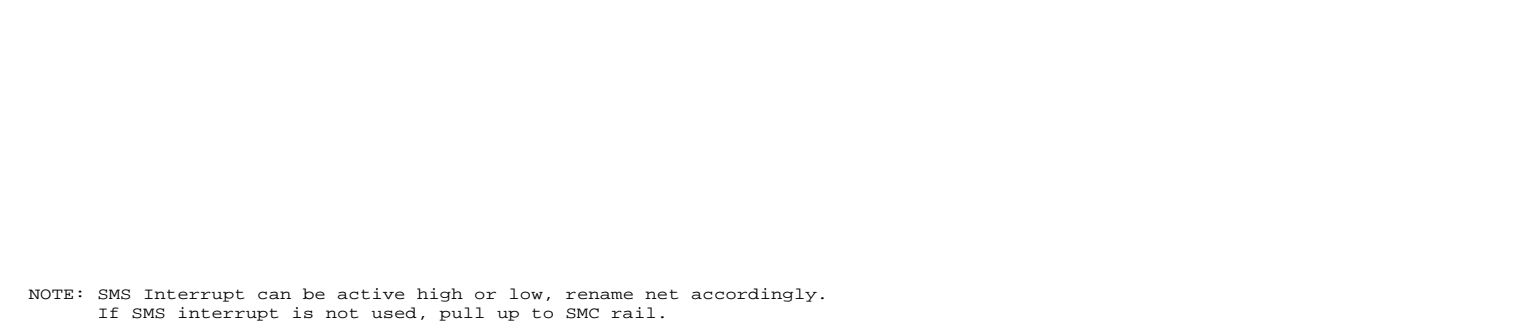 NOTE: SMS Interrupt can be active high or low, rename net accordingly.
If SMS interrupt is not used, pull up to SMC rail.